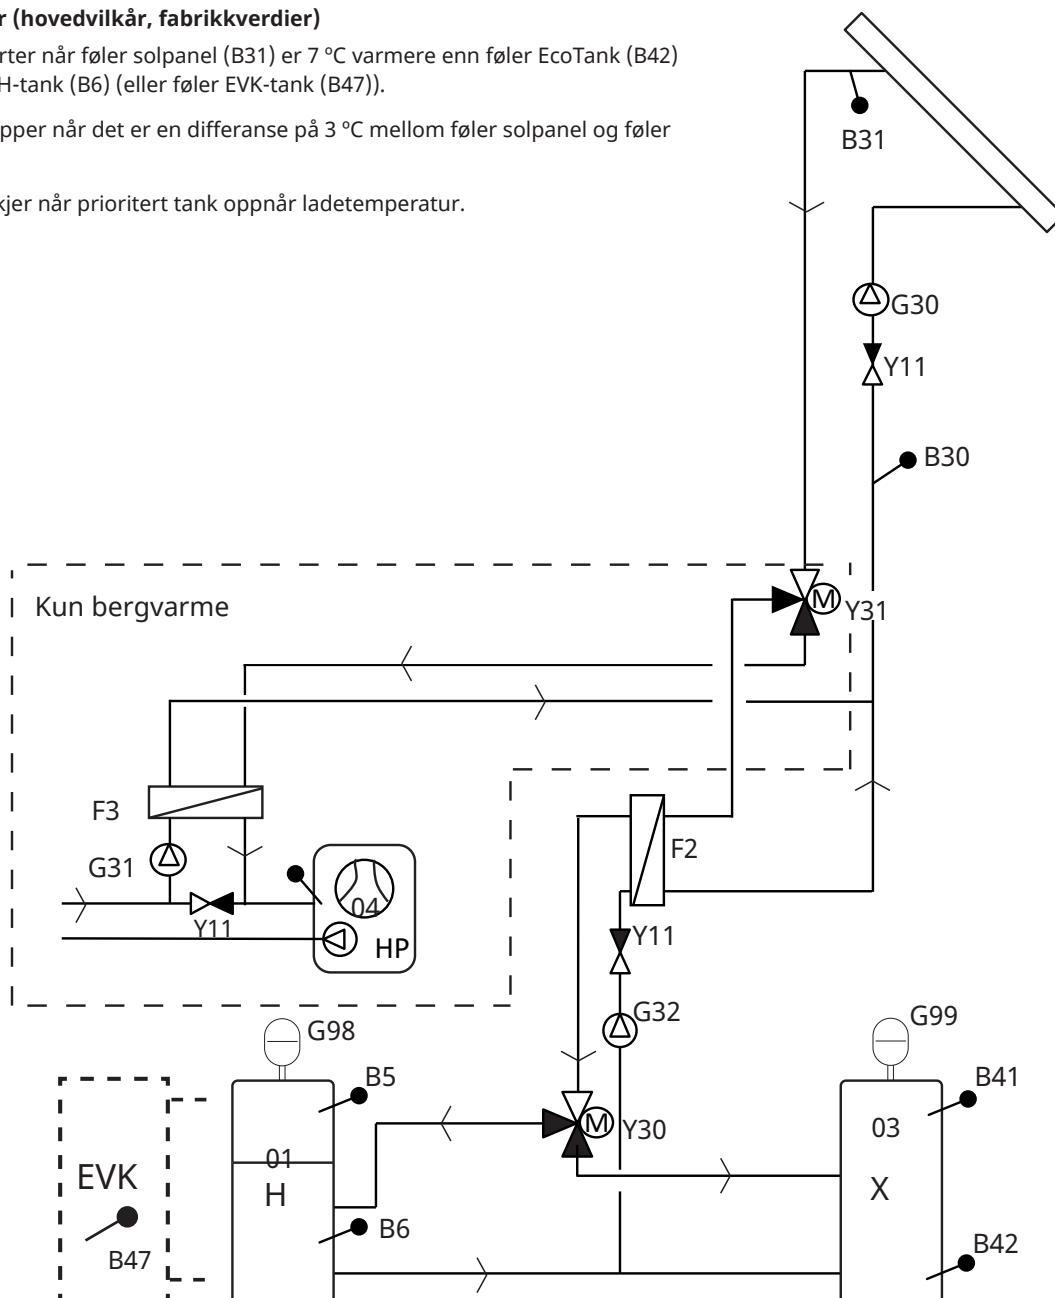 r (hovedvilkår, fabrikkverdier)
rter når føler solpanel (B31) er 7 ºC varmere enn føler EcoTank (B42)
H-tank (B6) (eller føler EVK-tank (B47)).
pper når det er en differanse på 3 ºC mellom føler solpanel og føler
kjer når prioritert tank oppnår ladetemperatur.
B31
G30
Y11
B30
Kun bergvarme
M
Y31
F3
F2
G31
04
Y11
HP
Y11
G32
G98
G99
B5
B41
M
Y30
03
01
EVK
H
X
B6
B47
B42